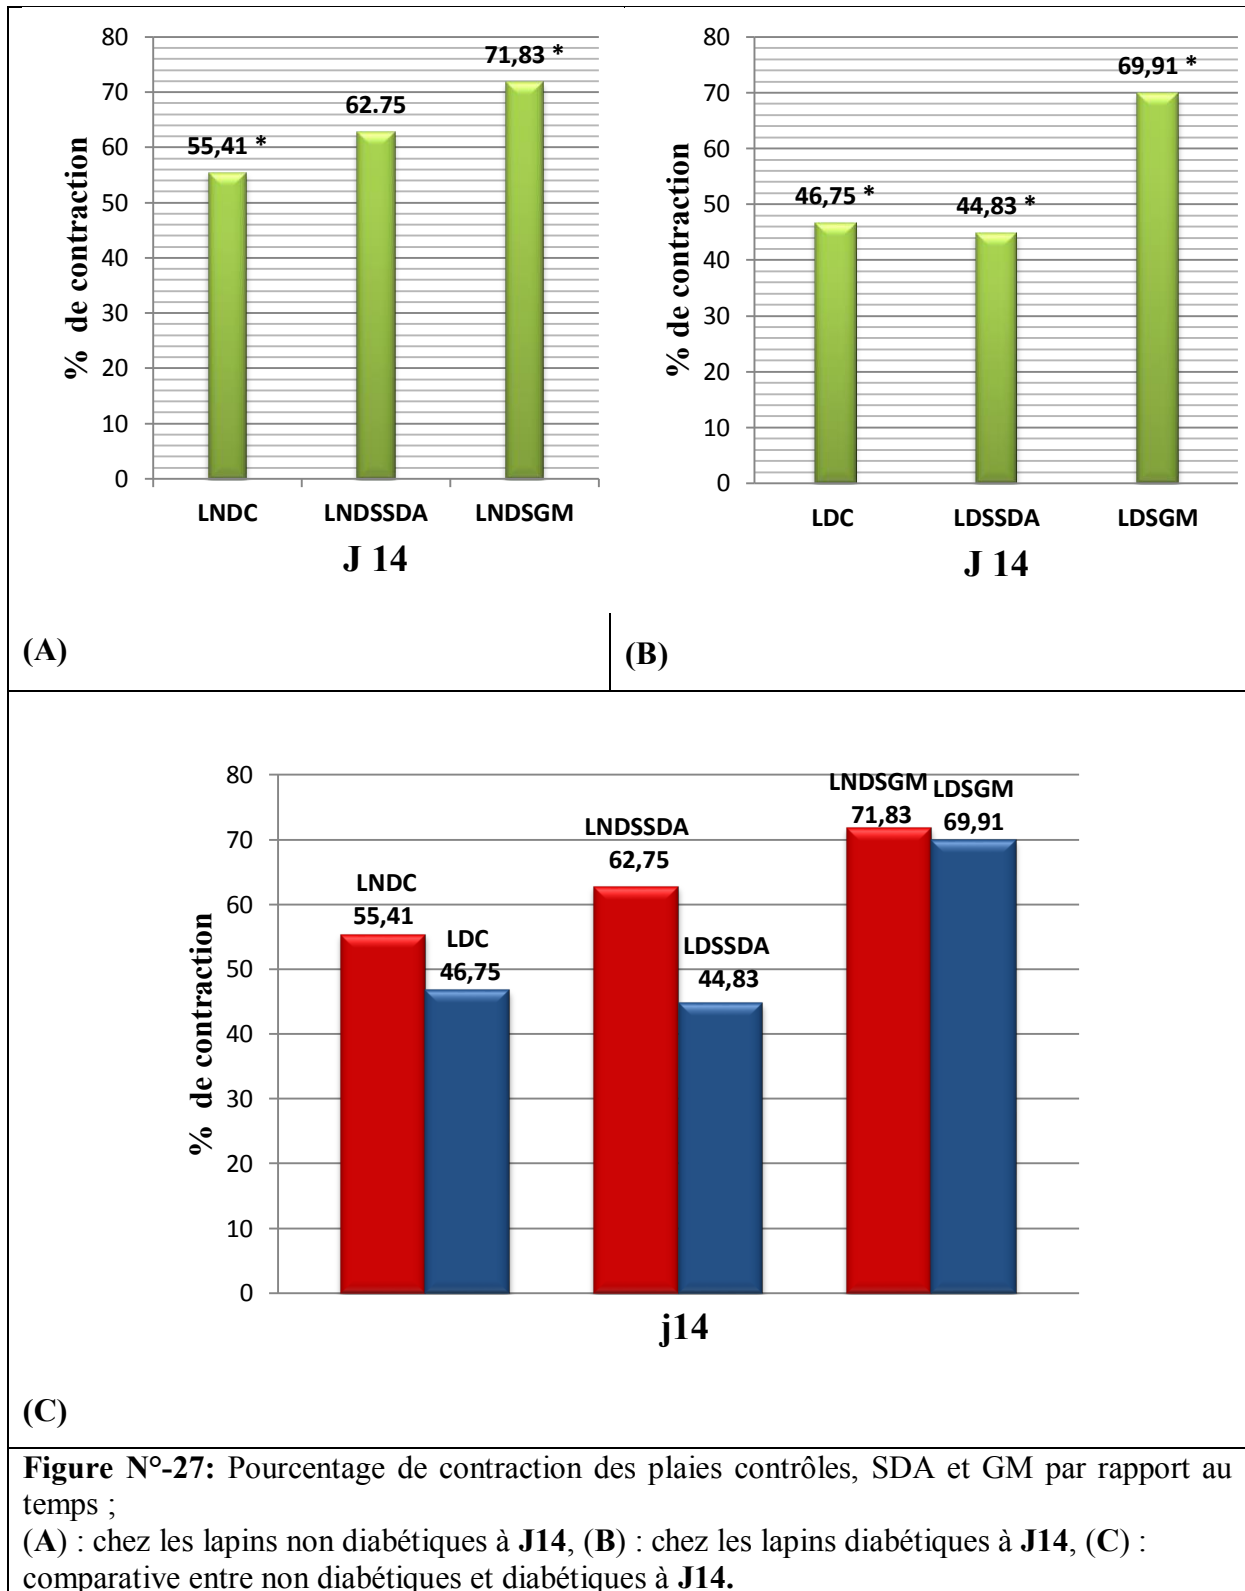 80
70
60
50
40
30
20
10
0
% de contraction
55,41 *
62.75
71,83 *
LNDC LNDSSDA LNDSGM
J 14
(A)
80
70
60
50
40
30
20
10
0
% de contraction
46,75 *
44,83 *
69,91 *
LDC LDSSDA LDSGM
J 14
(B)
80
70
60
50
40
30
20
10
0
% de contraction
LNDC
55,41
LDC
46,75
LNDSSDA
62,75
LDSSDA
44,83
LNDSGM
71,83
LDSGM
69,91
j14
(C)
Figure N°-27: Pourcentage de contraction des plaies contrôles, SDA et GM par rapport au
temps ;
(A) : chez les lapins non diabétiques à J14, (B) : chez les lapins diabétiques à J14, (C) :
comparative entre non diabétiques et diabétiques à J14.